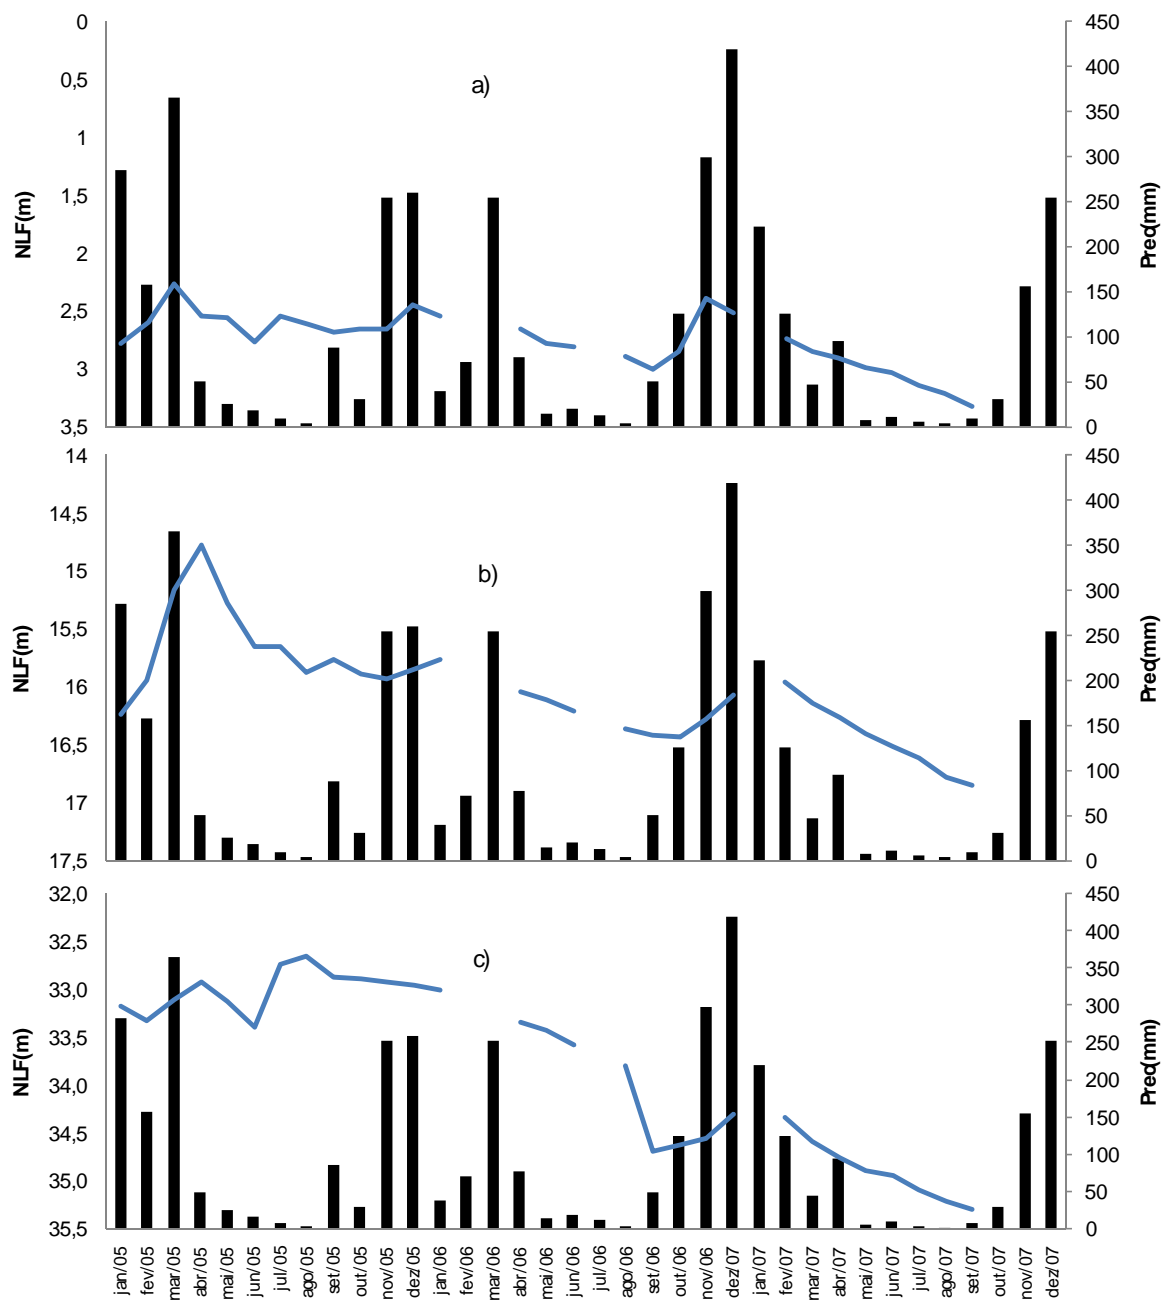 0
0,5
1
1,5
2
2,5
3
3,5
NLF(m)
a)
450
400
350
300
250
200
150
100
50
0
Prec(mm)
14
14,5
15
15,5
16
16,5
17
17,5
NLF(m)
b)
450
400
350
300
250
200
150
100
50
0
Prec(mm)
32,0
32,5
33,0
33,5
34,0
34,5
35,0
35,5
NLF(m)
c)
450
400
350
300
250
200
150
100
50
0
Prec(mm)
jan/05
fev/05
mar/05
abr/05
mai/05
jun/05
jul/05
ago/05
set/05
out/05
nov/05
dez/05
jan/06
fev/06
mar/06
abr/06
mai/06
jun/06
jul/06
ago/06
set/06
out/06
nov/06
dez/06
jan/07
fev/07
mar/07
abr/07
mai/07
jun/07
jul/07
ago/07
set/07
out/07
nov/07
dez/07